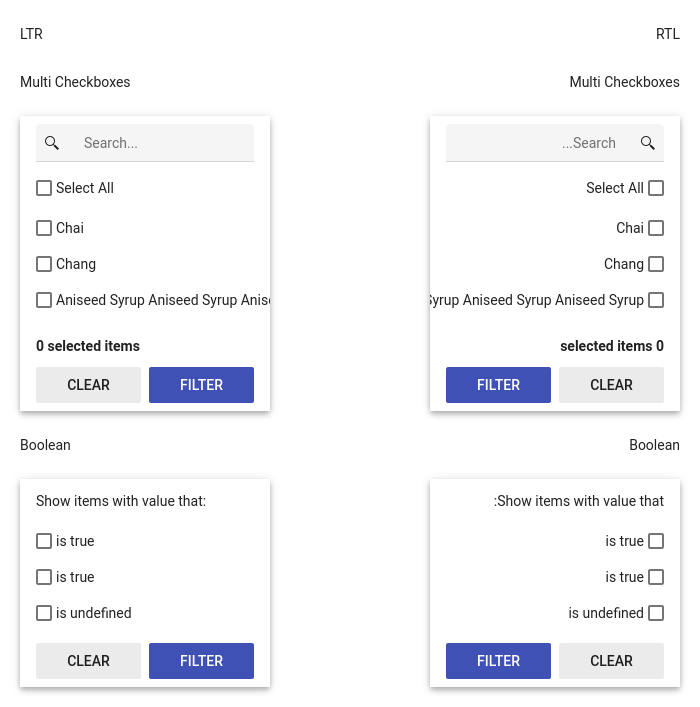 LTR
RTL
Multi Checkboxes
Multi Checkboxes
Search...
Select All
Chai
Chang
Aniseed Syrup Aniseed Syrup
0 selected items
CLEAR
FILTER
...Search
Select All
Chai
Chang
Syrup Aniseed Syrup Aniseed Syrup
selected items 0
FILTER
CLEAR
Boolean
Boolean
Show items with value that:
is true
is true
is undefined
CLEAR
FILTER
:Show items with value that
is true
is true
is undefined
FILTER
CLEAR